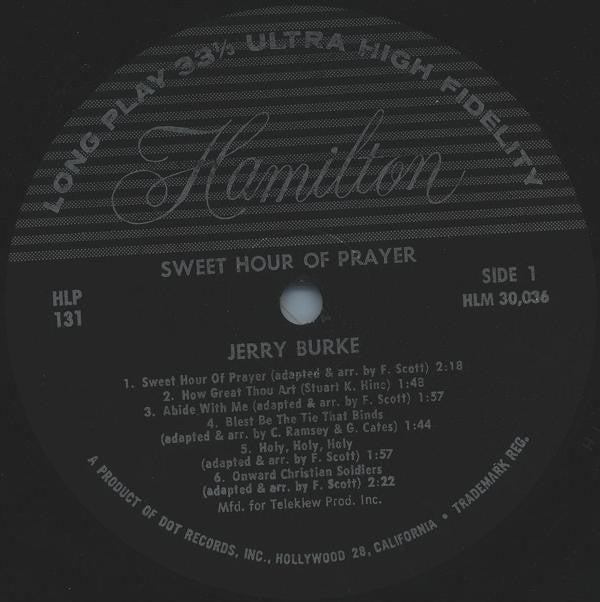 LONG PLAY 33⅓ ULTRA HIGH FIDELITY
Hamilton
SWEET HOUR OF PRAYER
HLP
131
SIDE 1
HLM 30,036
JERRY BURKE
1. Sweet Hour Of Prayer (adapted & arr. by F. Scott) 2:18
2. How Great Thou Art (Stuart K. Hine) 1:48
3. Abide With Me (adapted & arr. by F. Scott) 1:57
4. Blest Be The Tie That Binds
(adapted & arr. by C. Ramsey & G. Cates) 1:44
5. Holy, Holy, Holy
(adapted & arr. by F. Scott) 1:57
6. Onward Christian Soldiers
(adapted & arr. by F. Scott) 2:22
Mfd. for Teleklew Prod. Inc.
A PRODUCT OF DOT RECORDS, INC., HOLLYWOOD 28, CALIFORNIA • TRADEMARK REG.